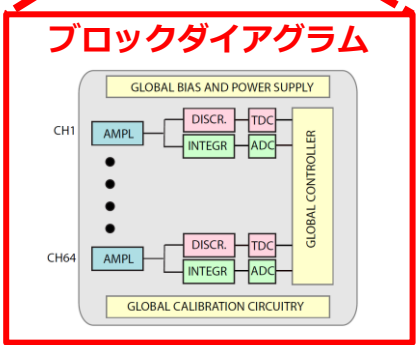 ブロックダイアグラム
GLOBAL BIAS AND POWER SUPPLY
CH1
AMPL
DISCR.
TDC
INTEGR
ADC
GLOBAL CONTROLLER
CH64
AMPL
DISCR.
TDC
INTEGR
ADC
GLOBAL CALIBRATION CIRCUITRY